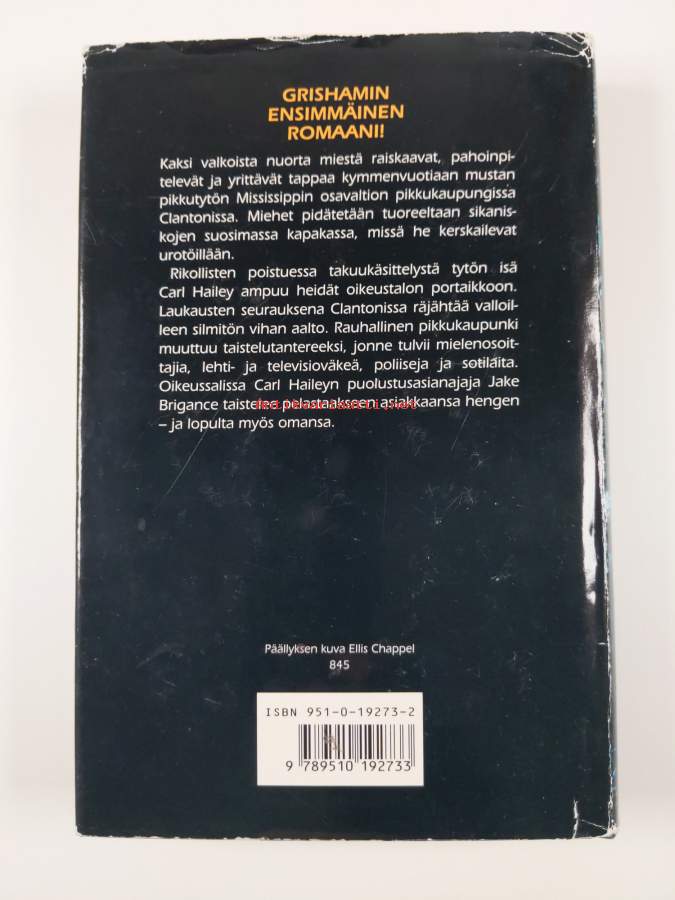 GRISHAMIN
ENSIMMÄINEN
ROMAANI!
Kaksi valkoista nuorta miestä raiskaavat, pahoinpi-
televät ja yrittävät tappaa kymmenvuotiaan mustan
pikkutytön Mississippin osavaltion pikkukaupungissa
Clantonissa. Miehet pidätetään tuoreeltaan sikanis-
kojen suosimassa kapakassa, missä he kerskailevat
urotöillään.
Rikollisten poistuessa takuukäsittelystä tytön isä
Carl Hailey ampuu heidät oikeustalon portaikkoon.
Laukausten seurauksena Clantonissa räjähtää valloil-
leen silmitön vihan aalto. Rauhallinen pikkukaupunki
muuttuu taistelutantereeksi, jonne tulvii mielenosoit-
tajia, lehti- ja televisioväkeä, poliiseja ja sotilaita.
Oikeussalissa Carl Haileyn puolustusasianajaja Jake
Brigance taistelee pelastaakseen asiakkaansa hengen
– ja lopulta myös omansa.
Päällyksen kuva Ellis Chappel
845
ISBN 951-0-19273-2
9 789510 192733